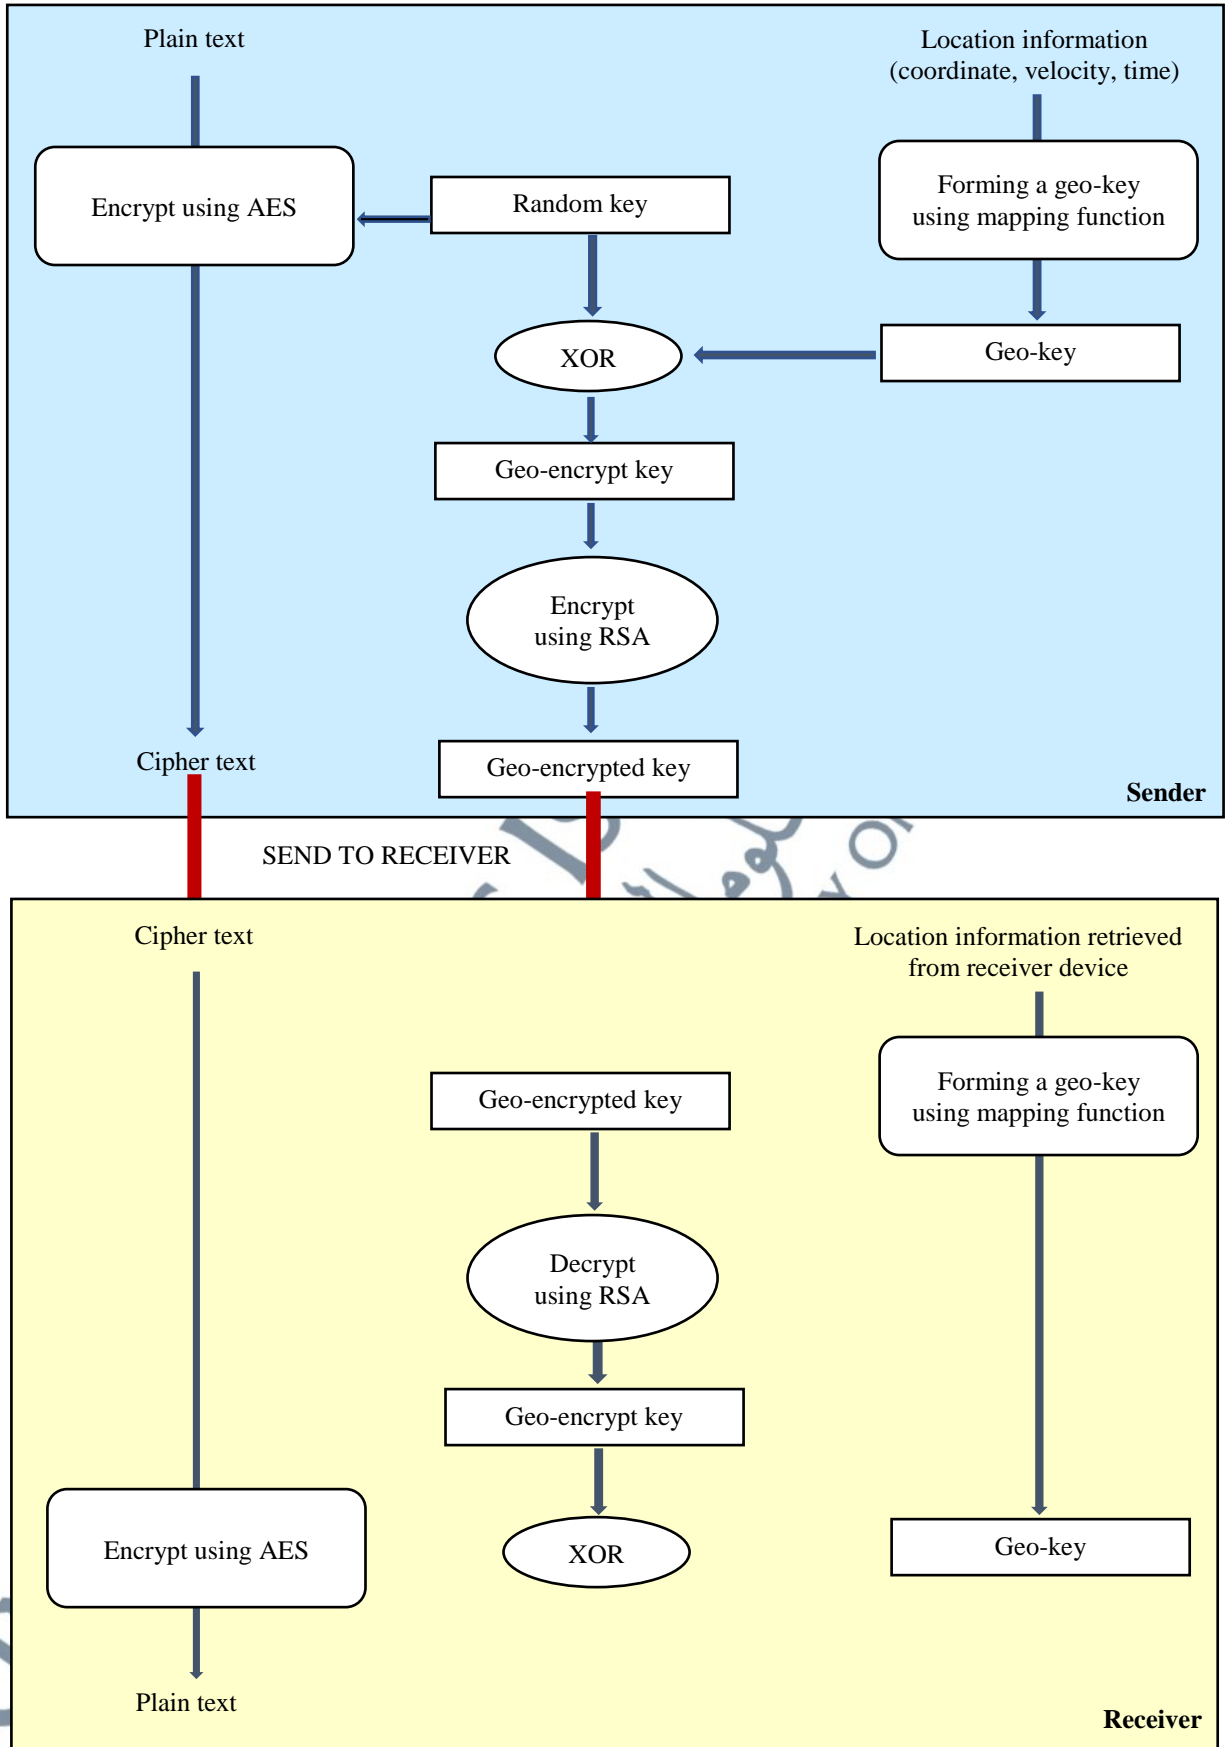 Plain text
Location information
(coordinate, velocity, time)
Encrypt using AES
Random key
Forming a geo-key
using mapping function
XOR
Geo-key
Geo-encrypt key
Encrypt
using RSA
Cipher text
Geo-encrypted key
Sender
SEND TO RECEIVER
Cipher text
Location information retrieved
from receiver device
Geo-encrypted key
Forming a geo-key
using mapping function
Decrypt
using RSA
Geo-encrypt key
Encrypt using AES
XOR
Geo-key
Plain text
Receiver